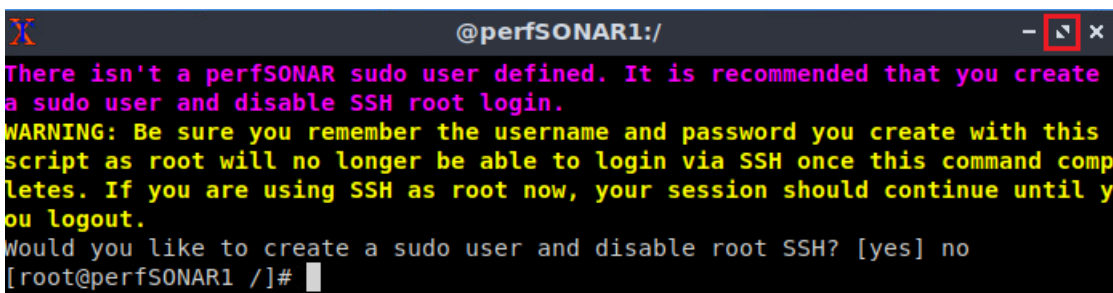 @perfSONAR1:/
There isn't a perfSONAR sudo user defined. It is recommended that you create
a sudo user and disable SSH root login.
WARNING: Be sure you remember the username and password you create with this
script as root will no longer be able to login via SSH once this command comp
letes. If you are using SSH as root now, your session should continue until y
ou logout.
Would you like to create a sudo user and disable root SSH? [yes] no
[root@perfSONAR1 /]#